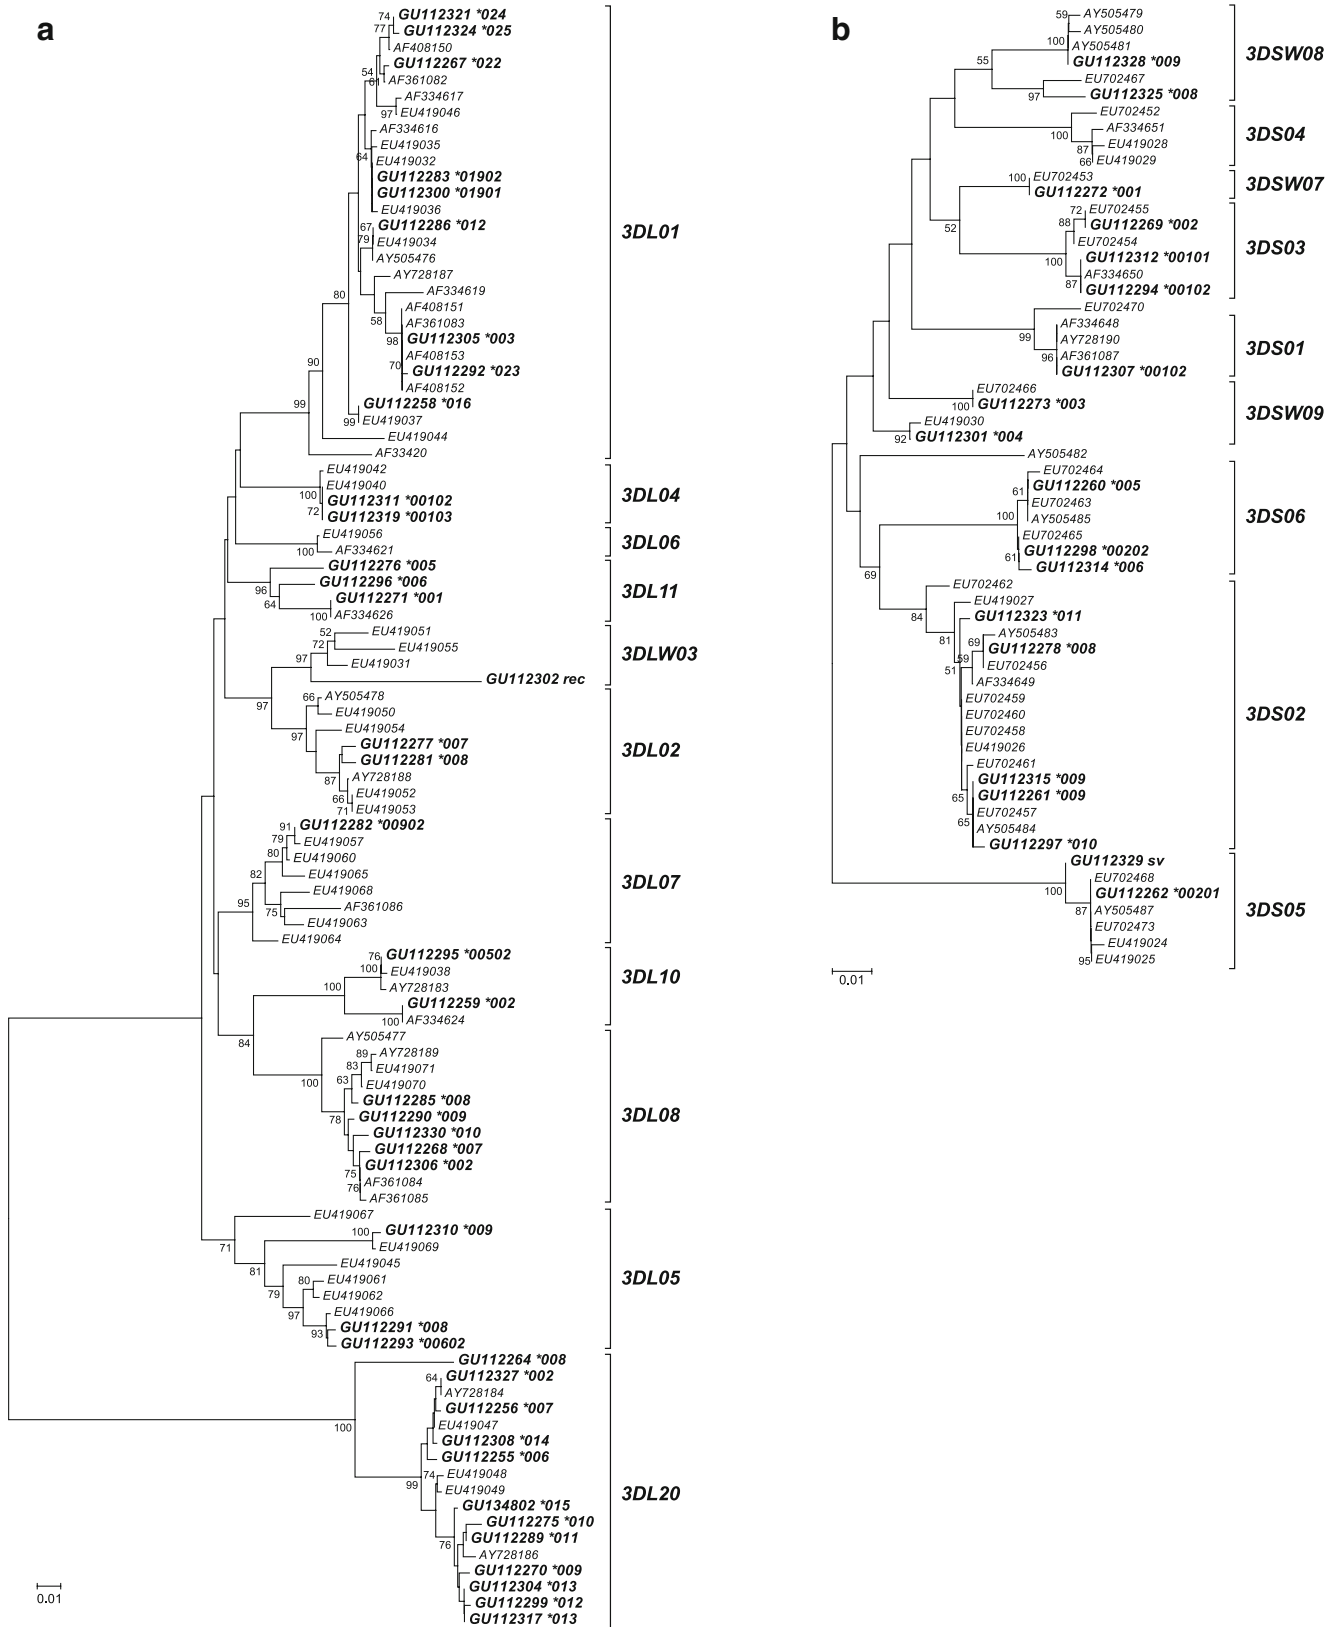 a
74
GU112321 *024
77
GU112324 *025
AF408150
GU112267 *022
54
61
AF361082
AF334617
97
EU419046
AF334616
EU419035
64
EU419032
GU112283 *01902
GU112300 *01901
EU419036
67
GU112286 *012
79
EU419034
AY505476
AY728187
AF334619
80
AF408151
58
AF361083
98
GU112305 *003
AF408153
70
GU112292 *023
AF408152
90
99
GU112258 *016
99
EU419037
EU419044
AF33420
3DL01
EU419042
EU419040
100
GU112311 *00102
72
GU112319 *00103
3DL04
EU419056
100
AF334621
3DL06
GU112276 *005
96
GU112296 *006
64
GU112271 *001
100
AF334626
3DL11
52
EU419051
72
EU419055
97
EU419031
GU112302 rec
3DLW03
97
66
AY505478
EU419050
97
EU419054
GU112277 *007
GU112281 *008
87
AY728188
66
EU419052
71
EU419053
3DL02
91
GU112282 *00902
79
EU419057
80
EU419060
82
EU419065
EU419068
95
75
AF361086
EU419063
EU419064
3DL07
76
GU112295 *00502
100
EU419038
100
AY728183
GU112259 *002
100
AF334624
3DL10
84
AY505477
89
AY728189
83
EU419071
100
63
EU419070
GU112285 *008
78
GU112290 *009
GU112330 *010
GU112268 *007
75
GU112306 *002
76
AF361084
AF361085
3DL08
EU419067
71
100
GU112310 *009
EU419069
81
EU419045
79
80
EU419061
EU419062
97
EU419066
93
GU112291 *008
GU112293 *00602
3DL05
GU112264 *008
64
GU112327 *002
AY728184
GU112256 *007
100
EU419047
GU112308 *014
GU112255 *006
99
74
EU419048
EU419049
GU134802 *015
GU112275 *010
76
GU112289 *011
AY728186
GU112270 *009
GU112304 *013
GU112299 *012
GU112317 *013
3DL20
0.01
b
59
AY505479
AY505480
100
AY505481
GU112328 *009
55
EU702467
97
GU112325 *008
3DSW08
EU702452
100
AF334651
87
EU419028
66
EU419029
3DS04
100
EU702453
GU112272 *001
3DSW07
52
72
EU702455
88
GU112269 *002
EU702454
100
GU112312 *00101
87
AF334650
GU112294 *00102
3DS03
EU702470
99
AF334648
AY728190
96
AF361087
GU112307 *00102
3DS01
EU702466
100
GU112273 *003
EU419030
92
GU112301 *004
3DSW09
AY505482
EU702464
61
GU112260 *005
EU702463
100
AY505485
EU702465
61
GU112298 *00202
GU112314 *006
3DS06
69
EU702462
84
EU419027
81
GU112323 *011
69
AY505483
59
GU112278 *008
51
EU702456
AF334649
EU702459
EU702460
EU702458
EU419026
EU702461
65
GU112315 *009
GU112261 *009
65
EU702457
AY505484
GU112297 *010
3DS02
GU112329 sv
100
EU702468
GU112262 *00201
87
AY505487
EU702473
EU419024
95
EU419025
3DS05
0.01